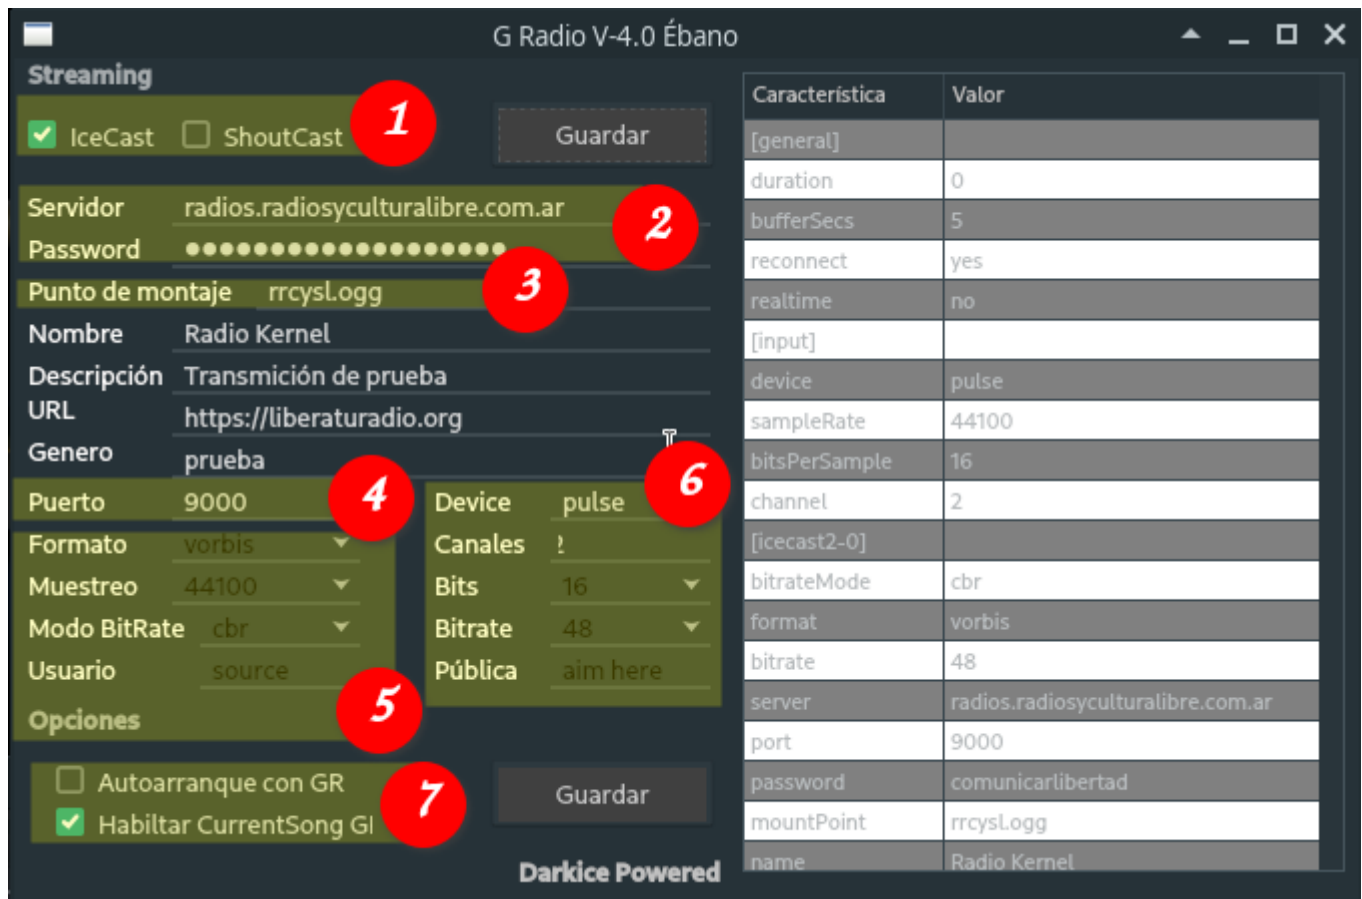 G Radio V-4.0 Ébano
Streaming
1
IceCast ShoutCast
Guardar
Servidor radios.radiosyculturalibre.com.ar
2
Password ●●●●●●●●●●●●●●●●●●●
Punto de montaje rrcysl.ogg
3
Nombre Radio Kernel
Descripción Transmición de prueba
URL https://liberaturadio.org
Genero prueba
Puerto 9000
4
Formato vorbis
Muestreo 44100
Modo BitRate cbr
Usuario source
5
Device pulse
6
Canales 2
Bits 16
Bitrate 48
Pública aim here
Opciones
Autoarranque con GR
Habiltar CurrentSong
7
Guardar
Darkice Powered
Característica Valor
[general]
duration 0
bufferSecs 5
reconnect yes
realtime no
[input]
device pulse
sampleRate 44100
bitsPerSample 16
channel 2
[icecast2-0]
bitrateMode cbr
format vorbis
bitrate 48
server radios.radiosyculturalibre.com.ar
port 9000
password comunicarlibertad
mountPoint rrcysl.ogg
name Radio Kernel